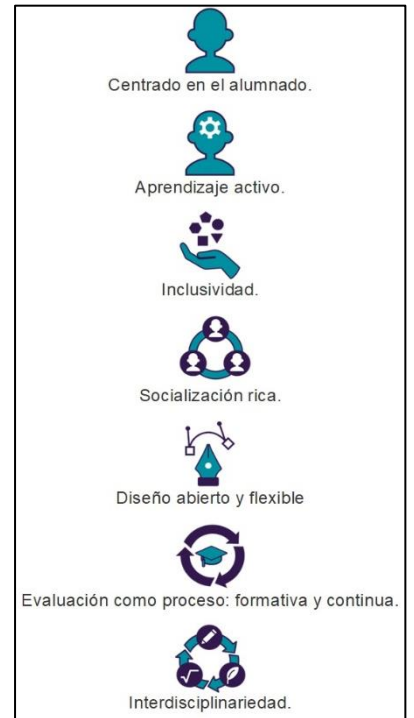 Centrado en el alumnado.
Aprendizaje activo.
Inclusividad.
Socialización rica.
Diseño abierto y flexible
Evaluación como proceso: formativa y continua.
Interdisciplinariedad.